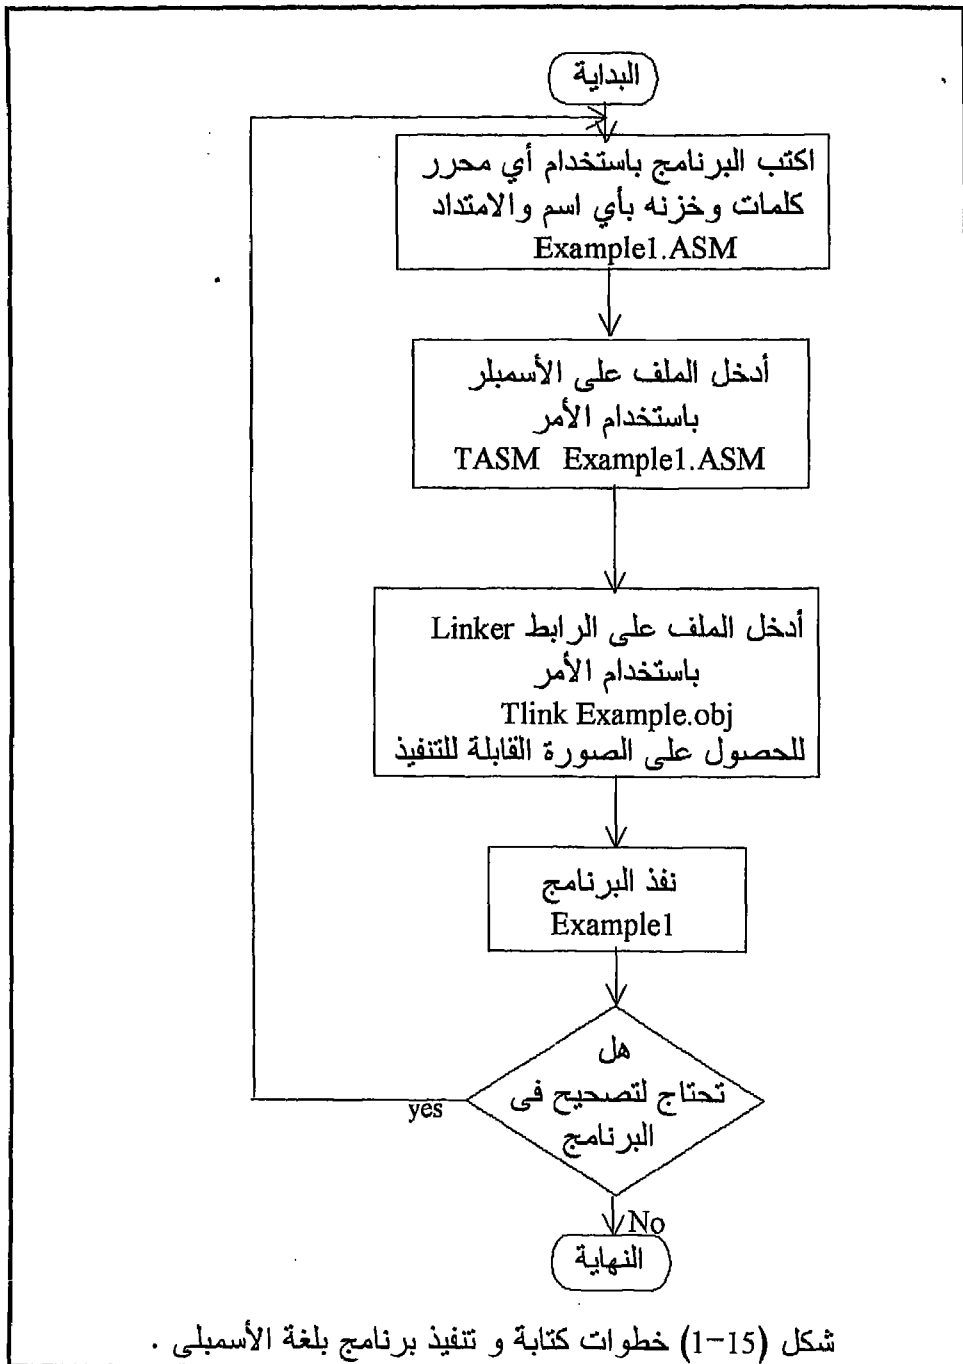 البداية
اكتب البرنامج باستخدام أي محرر
كلمات وخزنه بأي اسم والامتداد
Example1.ASM
أدخل الملف على الأسمبلر
باستخدام الأمر
TASM Example1.ASM
أدخل الملف على الرابط Linker
باستخدام الأمر
Tlink Example.obj
للحصول على الصورة القابلة للتنفيذ
نفذ البرنامج
Example1
هل
تحتاج لتصحيح فى
البرنامج
yes
No
النهاية
شكل (15-1) خطوات كتابة و تنفيذ برنامج بلغة الأسمبلي .